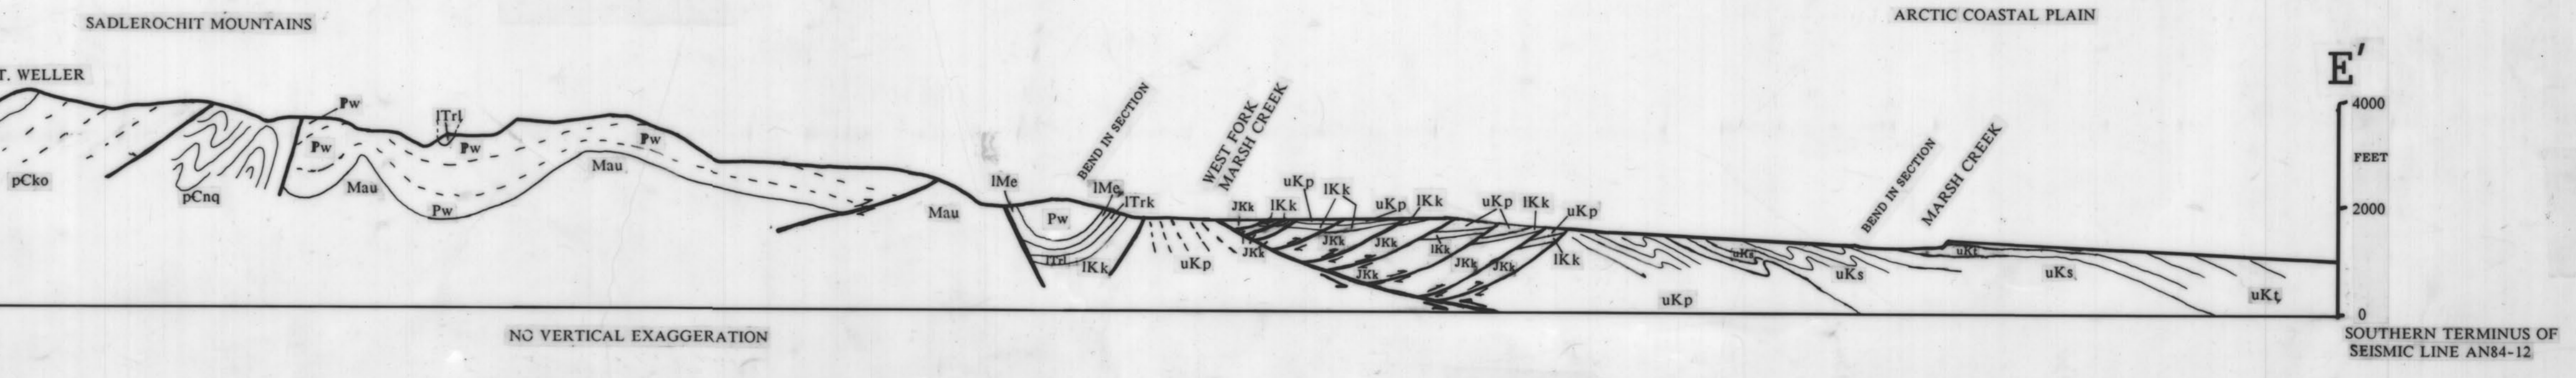 SADLEROCHIT MOUNTAINS
ARCTIC COASTAL PLAIN
T. WELLER
E'
4000
FEET
2000
0
BEND IN SECTION
WEST FORK
MARSH CREEK
BEND IN SECTION
MARSH CREEK
Pw
lTrl
Pw
Pw
Pw
Mau
Mau
Pw
pCko
pCnq
Mau
lMe
Pw
lMe
lTrk
lTrl
lKk
uKp
JKk
lKk
uKp
lKk
uKp
lKk
uKp
lKk
uKp
JKk
JKk
JKk
JKk
lKk
JKk
JKk
lKk
uKp
uKs
uKs
uKt
uKs
uKt
NO VERTICAL EXAGGERATION
SOUTHERN TERMINUS OF
SEISMIC LINE AN84-12